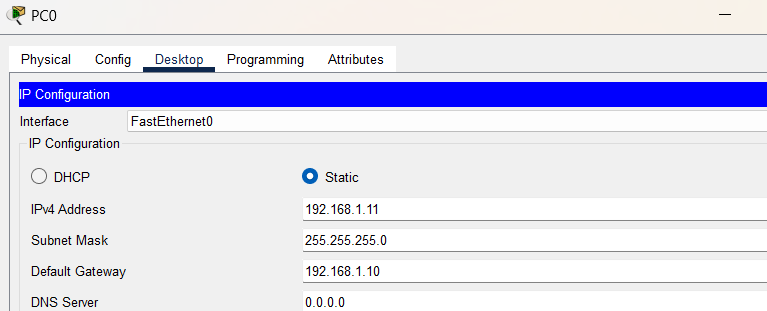 PC0
Physical Config Desktop Programming Attributes
IP Configuration
Interface FastEthernet0
IP Configuration
DHCP Static
IPv4 Address 192.168.1.11
Subnet Mask 255.255.255.0
Default Gateway 192.168.1.10
DNS Server 0.0.0.0